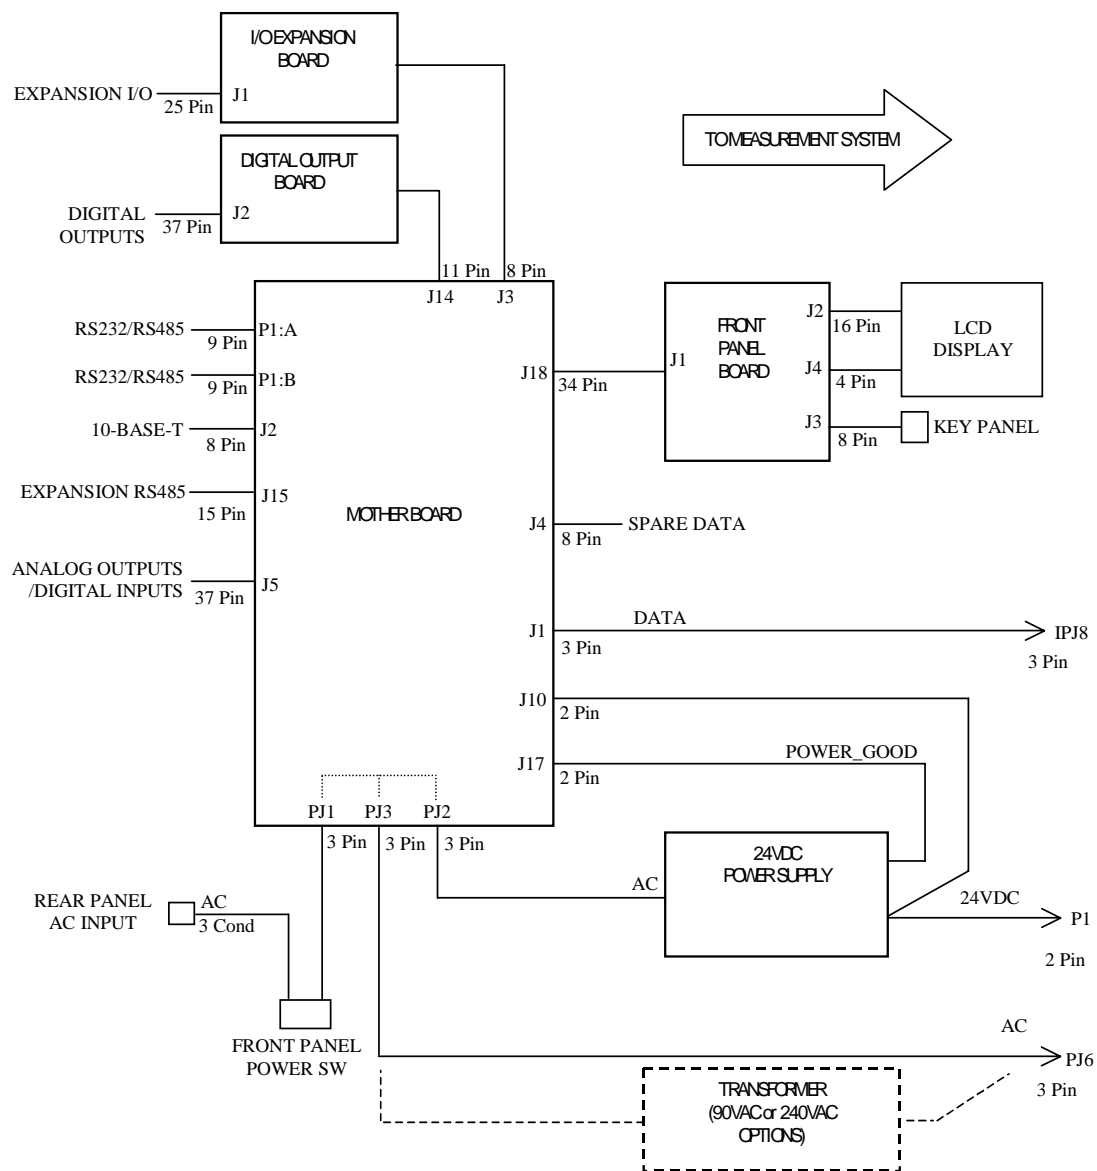 I/O EXPANSION
BOARD
EXPANSION I/O
J1
25 Pin
TO MEASUREMENT SYSTEM
DIGITAL OUTPUT
BOARD
DIGITAL
OUTPUTS
J2
37 Pin
11 Pin
8 Pin
J14
J3
RS232/RS485
P1:A
9 Pin
RS232/RS485
P1:B
9 Pin
10-BASE-T
J2
8 Pin
EXPANSION RS485
J15
15 Pin
ANALOG OUTPUTS
/DIGITAL INPUTS
J5
37 Pin
MOTHER BOARD
J18
34 Pin
J1
FRONT
PANEL
BOARD
J2
16 Pin
J4
4 Pin
LCD
DISPLAY
J3
8 Pin
KEY PANEL
J4
8 Pin
SPARE DATA
J1
3 Pin
DATA
IPJ8
3 Pin
J10
2 Pin
J17
2 Pin
POWER_GOOD
PJ1
PJ3
PJ2
3 Pin
3 Pin
3 Pin
24VDC
POWER SUPPLY
AC
24VDC
P1
2 Pin
REAR PANEL
AC INPUT
AC
3 Cond
FRONT PANEL
POWER SW
AC
PJ6
3 Pin
TRANSFORMER
(90VAC or 240VAC
OPTIONS)